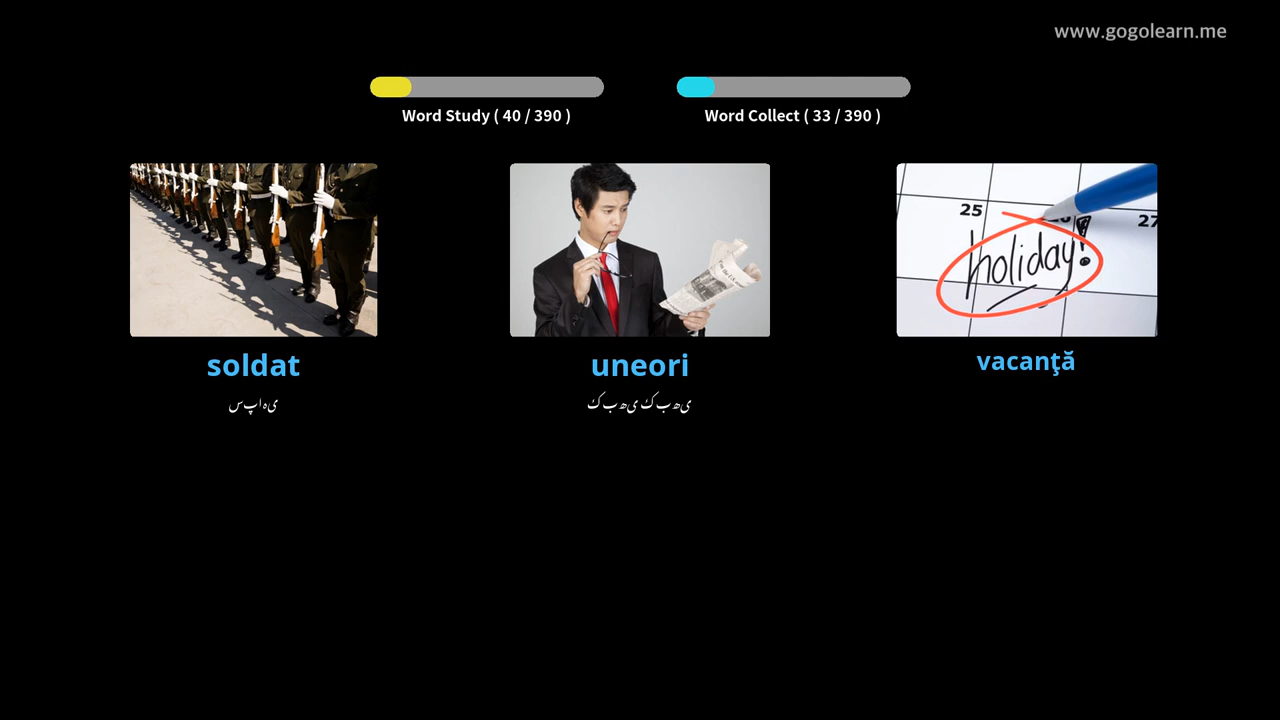 www.gogolearn.me
Word Study ( 40 / 390 )
Word Collect ( 33 / 390 )
25 27
holiday!
soldat
uneori
vacanţă
یہاپس
یھبک یھبک